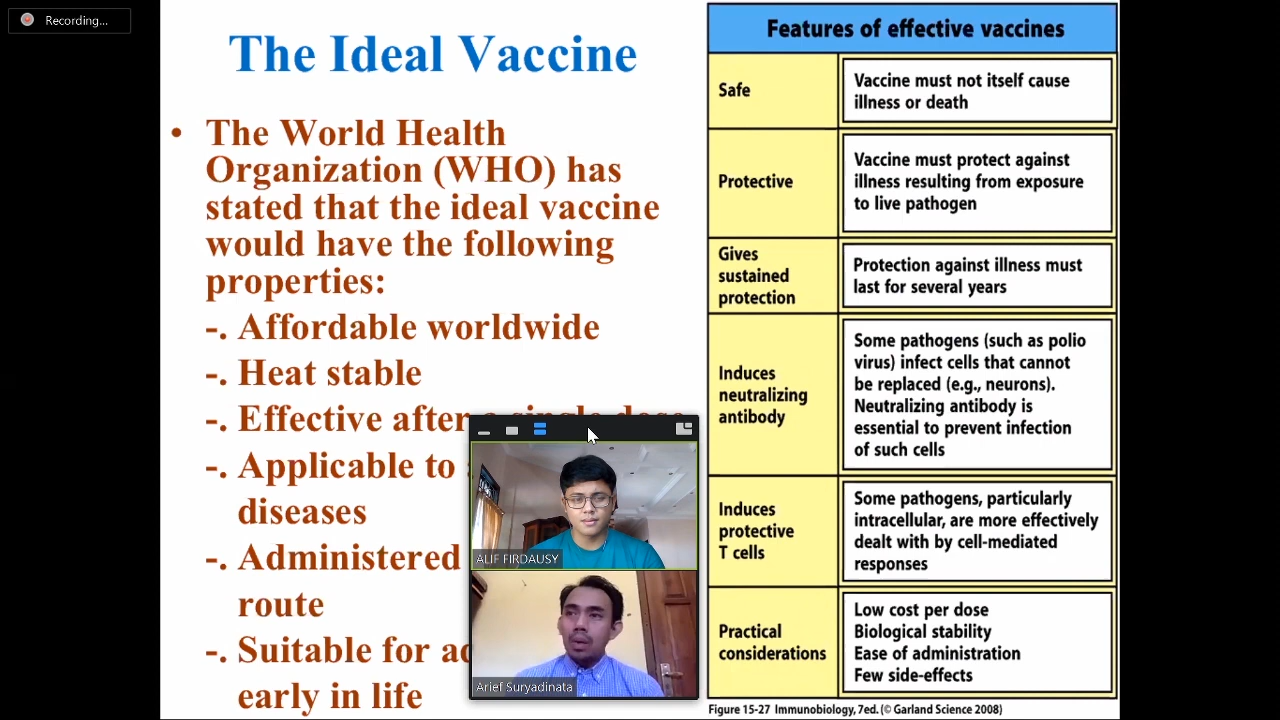 Recording...
The Ideal Vaccine
• The World Health
Organization (WHO) has
stated that the ideal vaccine
would have the following
properties:
-. Affordable worldwide
-. Heat stable
-. Effective after a single dose
-. Applicable to
diseases
-. Administered
route
-. Suitable for
early in life
ALIF FIRDAUSY
Arief Suryadinata
Features of effective vaccines
Safe
Vaccine must not itself cause
illness or death
Protective
Vaccine must protect against
illness resulting from exposure
to live pathogen
Gives
sustained
protection
Protection against illness must
last for several years
Induces
neutralizing
antibody
Some pathogens (such as polio
virus) infect cells that cannot
be replaced (e.g., neurons).
Neutralizing antibody is
essential to prevent infection
of such cells
Induces
protective
T cells
Some pathogens, particularly
intracellular, are more effectively
dealt with by cell-mediated
responses
Practical
considerations
Low cost per dose
Biological stability
Ease of administration
Few side-effects
Figure 15-27 Immunobiology, 7ed. (© Garland Science 2008)